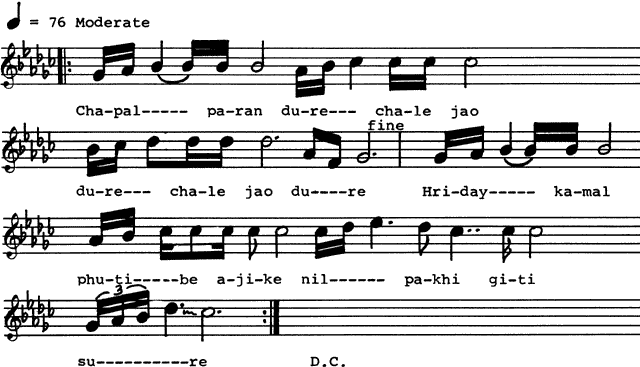 = 76 Moderate
Cha-pal----- pa-ran du-re--- cha-le jao
fine
du-re--- cha-le jao du----re Hri-day----- ka-mal
phu-ti-----be a-ji-ke nil------ pa-khi gi-ti
3
su----------re D.C.